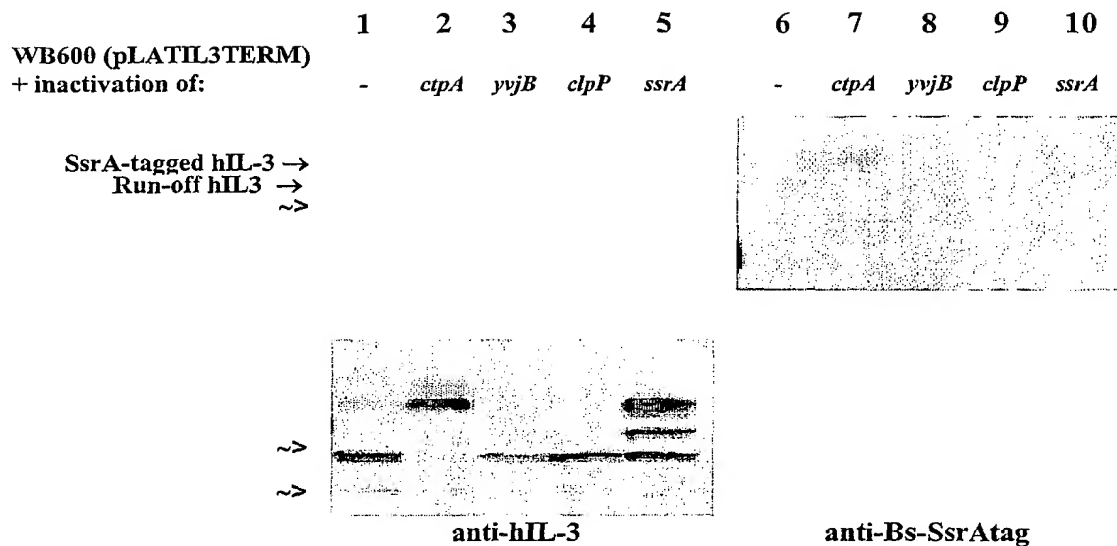 1 2 3 4 5 6 7 8 9 10
WB600 (pLATIL3TERM)
+ inactivation of: - ctpA yvjB clpP ssrA - ctpA yvjB clpP ssrA
SsrA-tagged hIL-3 →
Run-off hIL3 →
~>
~>
~>
anti-hIL-3 anti-Bs-SsrAtag